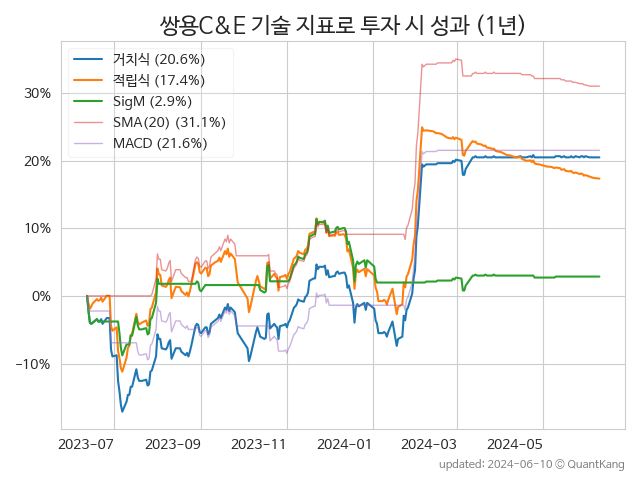 쌍용C&E 기술 지표로 투자 시 성과 (1년)
거치식 (20.6%)
적립식 (17.4%)
SigM (2.9%)
SMA(20) (31.1%)
MACD (21.6%)
30%
20%
10%
0%
−10%
2023-07 2023-09 2023-11 2024-01 2024-03 2024-05
updated: 2024-06-10 © QuantKang